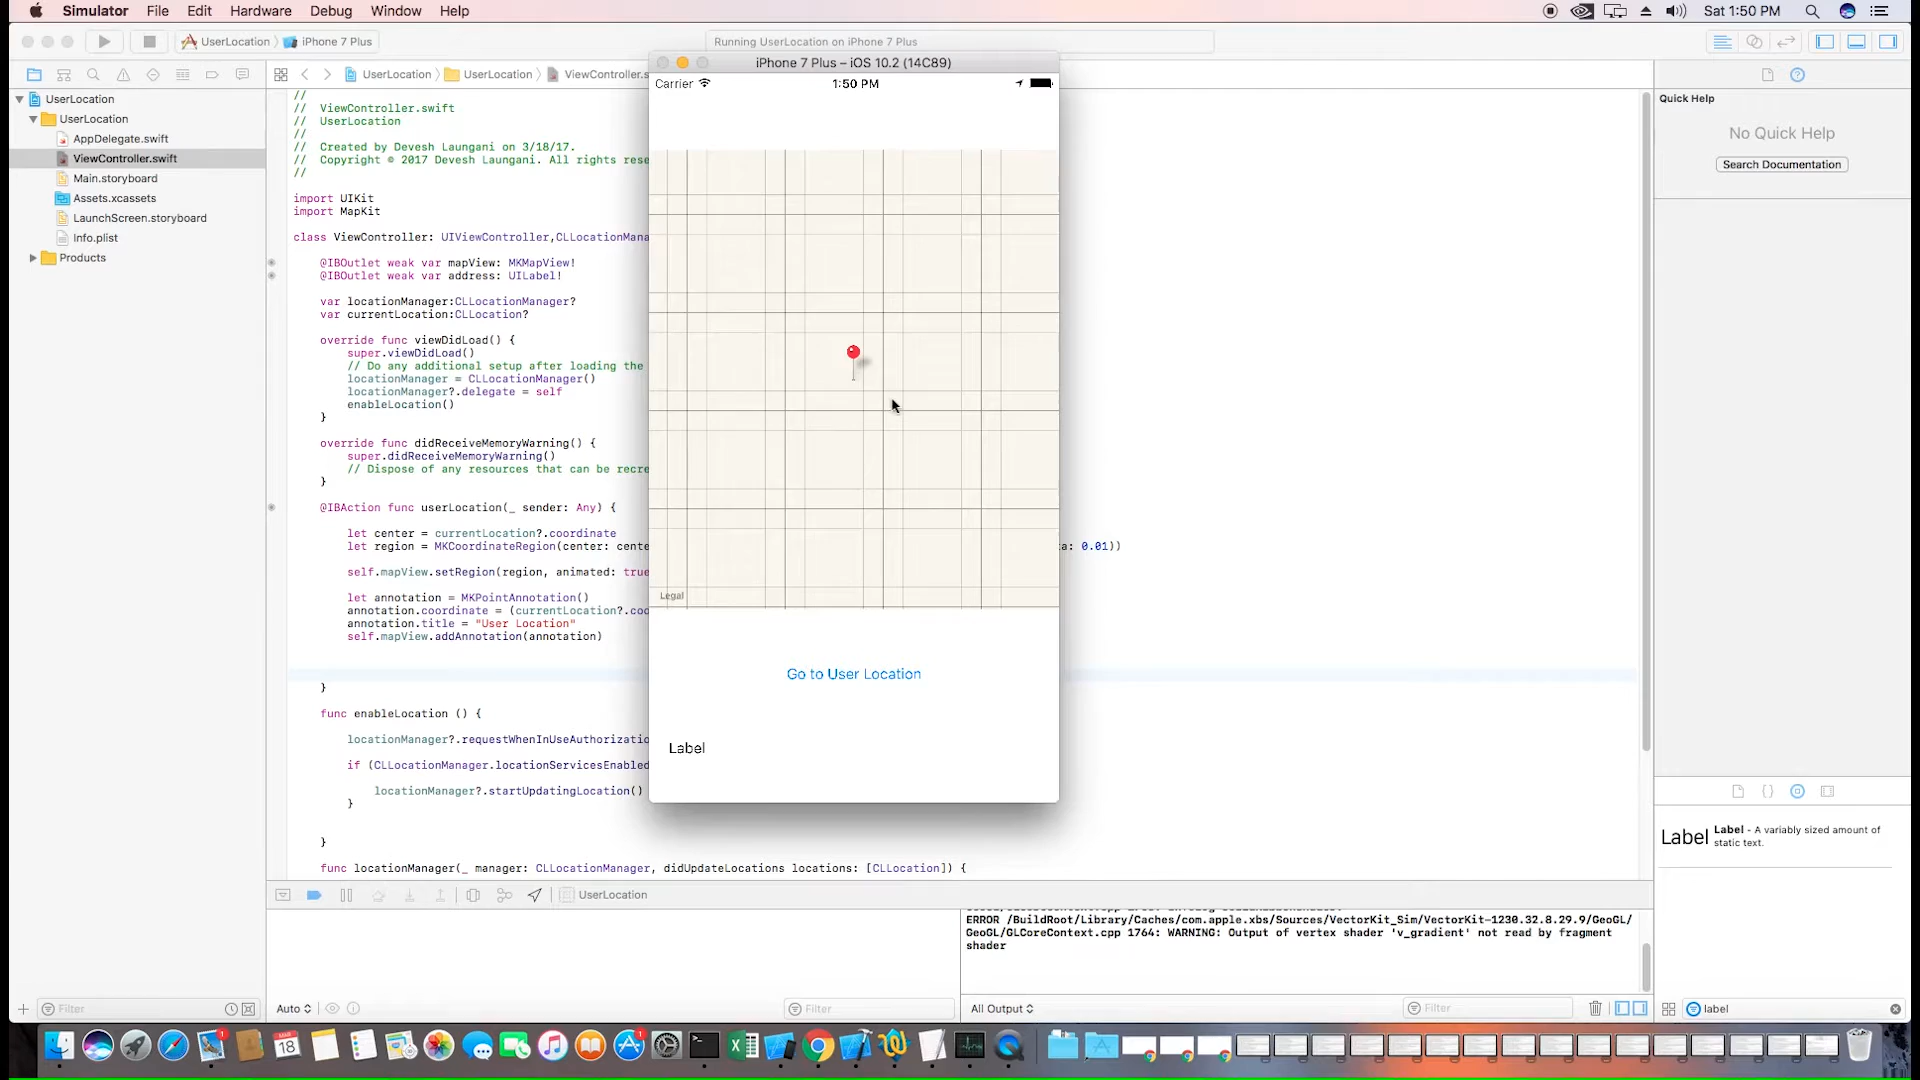 Simulator File Edit Hardware Debug Window Help
Sat 1:50 PM
UserLocation iPhone 7 Plus
Running UserLocation on iPhone 7 Plus
UserLocation UserLocation ViewController.s
UserLocation
UserLocation
AppDelegate.swift
ViewController.swift
Main.storyboard
Assets.xcassets
LaunchScreen.storyboard
Info.plist
Products
//
// ViewController.swift
// UserLocation
//
// Created by Devesh Laungani on 3/18/17.
// Copyright © 2017 Devesh Laungani. All rights rese
//
import UIKit
import MapKit
class ViewController: UIViewController,CLLocationMana
@IBOutlet weak var mapView: MKMapView!
@IBOutlet weak var address: UILabel!
var locationManager:CLLocationManager?
var currentLocation:CLLocation?
override func viewDidLoad() {
super.viewDidLoad()
// Do any additional setup after loading the
locationManager = CLLocationManager()
locationManager?.delegate = self
enableLocation()
}
override func didReceiveMemoryWarning() {
super.didReceiveMemoryWarning()
// Dispose of any resources that can be recre
}
@IBAction func userLocation(_ sender: Any) {
let center = currentLocation?.coordinate
let region = MKCoordinateRegion(center: cente
a: 0.01))
self.mapView.setRegion(region, animated: true
let annotation = MKPointAnnotation()
annotation.coordinate = (currentLocation?.coo
annotation.title = "User Location"
self.mapView.addAnnotation(annotation)
}
func enableLocation () {
locationManager?.requestWhenInUseAuthorizatio
if (CLLocationManager.locationServicesEnabled
locationManager?.startUpdatingLocation()
}
}
func locationManager(_ manager: CLLocationManager, didUpdateLocations locations: [CLLocation]) {
iPhone 7 Plus – iOS 10.2 (14C89)
Carrier 1:50 PM
Legal
Go to User Location
Label
Quick Help
No Quick Help
Search Documentation
Label Label - A variably sized amount of
static text.
UserLocation
ERROR /BuildRoot/Library/Caches/com.apple.xbs/Sources/VectorKit_Sim/VectorKit-1230.32.8.29.9/GeoGL/
GeoGL/GLCoreContext.cpp 1764: WARNING: Output of vertex shader 'v_gradient' not read by fragment
shader
Filter
Auto
Filter
All Output
Filter
label
MAR
18
1
1